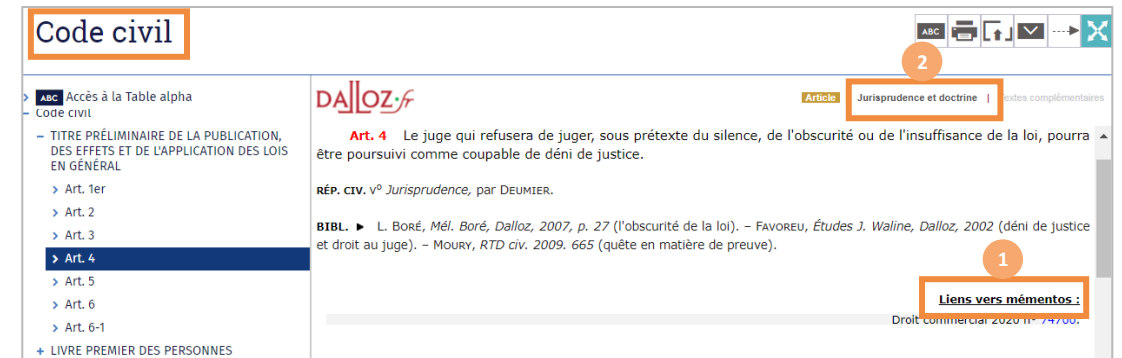 Code civil
ABC
2
ABC Accès à la Table alpha
Code civil
TITRE PRÉLIMINAIRE DE LA PUBLICATION,
DES EFFETS ET DE L'APPLICATION DES LOIS
EN GÉNÉRAL
Art. 1er
Art. 2
Art. 3
Art. 4
Art. 5
Art. 6
Art. 6-1
LIVRE PREMIER DES PERSONNES
DALLOZ.fr
Article Jurisprudence et doctrine | Textes complémentaires
Art. 4 Le juge qui refusera de juger, sous prétexte du silence, de l'obscurité ou de l'insuffisance de la loi, pourra
être poursuivi comme coupable de déni de justice.
RÉP. CIV. Vº Jurisprudence, par DEUMIER.
BIBL. ► L. BORÉ, Mél. Boré, Dalloz, 2007, p. 27 (l'obscurité de la loi). – FAVOREU, Études J. Waline, Dalloz, 2002 (déni de justice
et droit au juge). – MOURY, RTD civ. 2009. 665 (quête en matière de preuve).
1
Liens vers mémentos :
Droit commercial 2020 nº 74700.